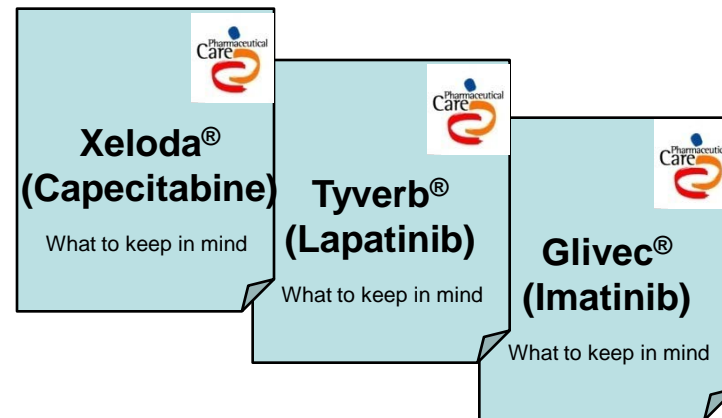 Pharmaceutical
Care
Xeloda®
(Capecitabine)
What to keep in mind
Pharmaceutical
Care
Tyverb®
(Lapatinib)
What to keep in mind
Pharmaceutic
Care
Glivec®
(Imatinib)
What to keep in mind